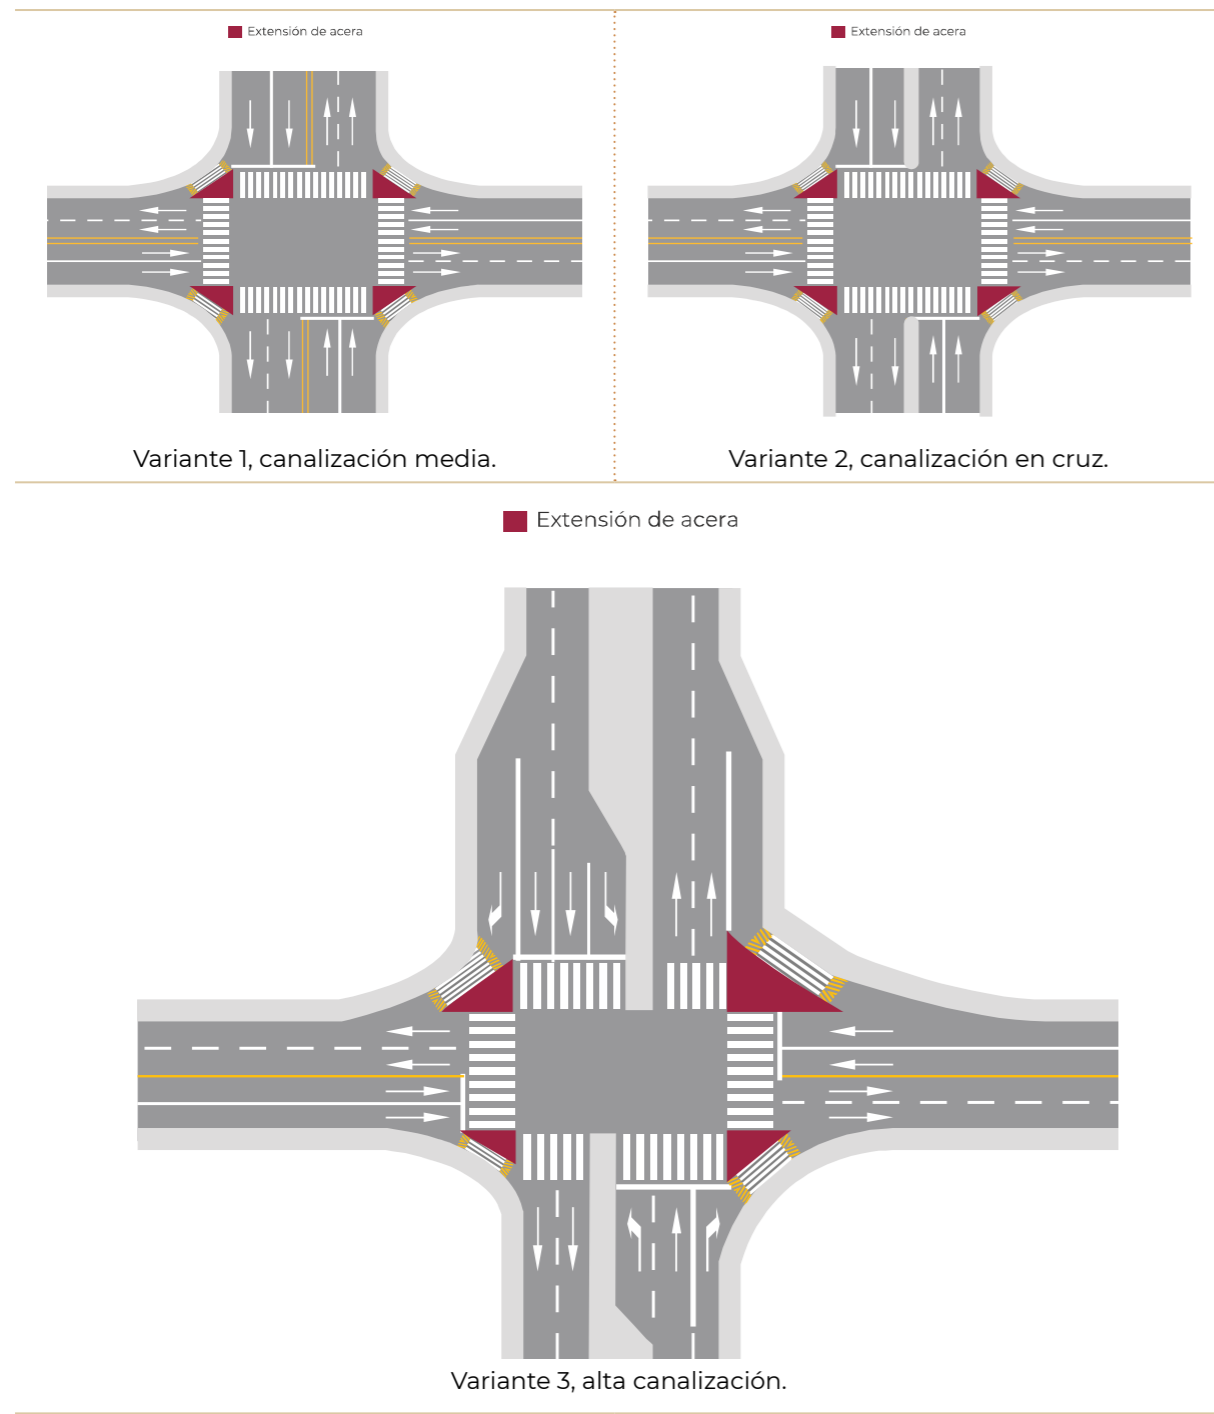 Extensión de acera
Extensión de acera
Variante 1, canalización media.
Variante 2, canalización en cruz.
Extensión de acera
Variante 3, alta canalización.